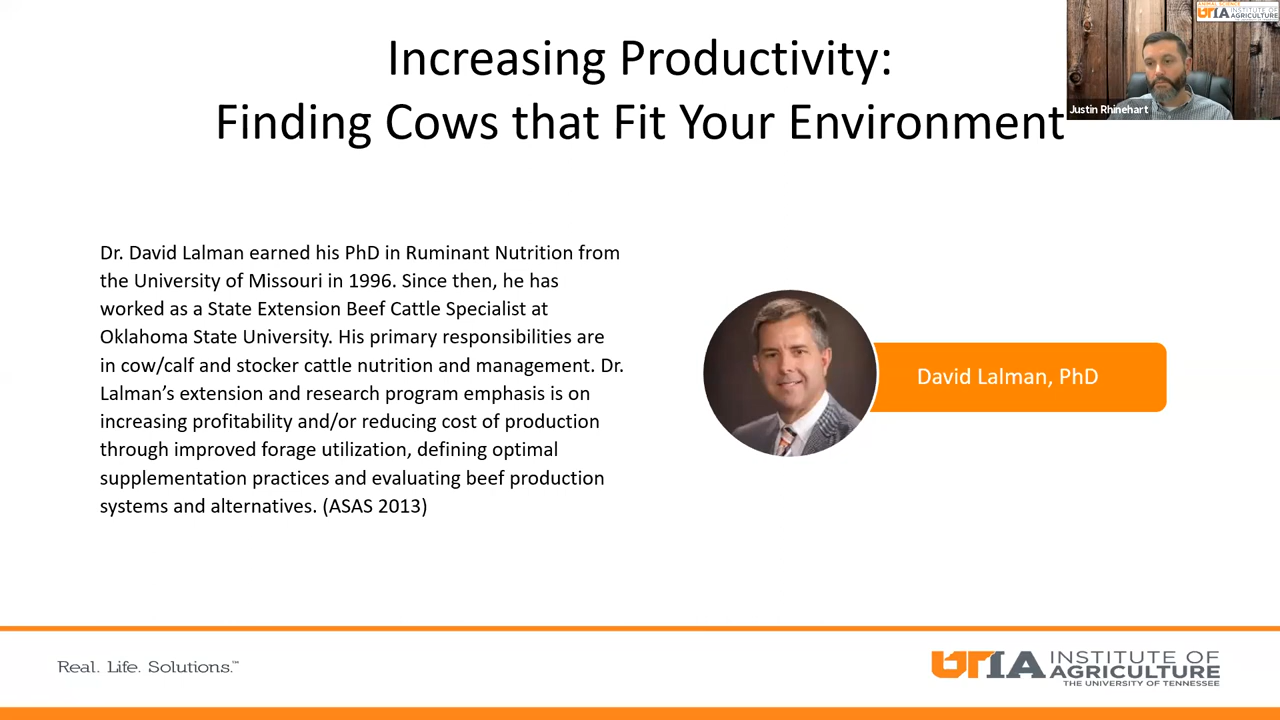 Increasing Productivity:
Finding Cows that Fit Your Environment
UTIA INSTITUTE OF
AGRICULTURE
Justin Rhinehart
Dr. David Lalman earned his PhD in Ruminant Nutrition from
the University of Missouri in 1996. Since then, he has
worked as a State Extension Beef Cattle Specialist at
Oklahoma State University. His primary responsibilities are
in cow/calf and stocker cattle nutrition and management. Dr.
Lalman’s extension and research program emphasis is on
increasing profitability and/or reducing cost of production
through improved forage utilization, defining optimal
supplementation practices and evaluating beef production
systems and alternatives. (ASAS 2013)
David Lalman, PhD
Real. Life. Solutions.™
UTIA INSTITUTE OF
AGRICULTURE
THE UNIVERSITY OF TENNESSEE